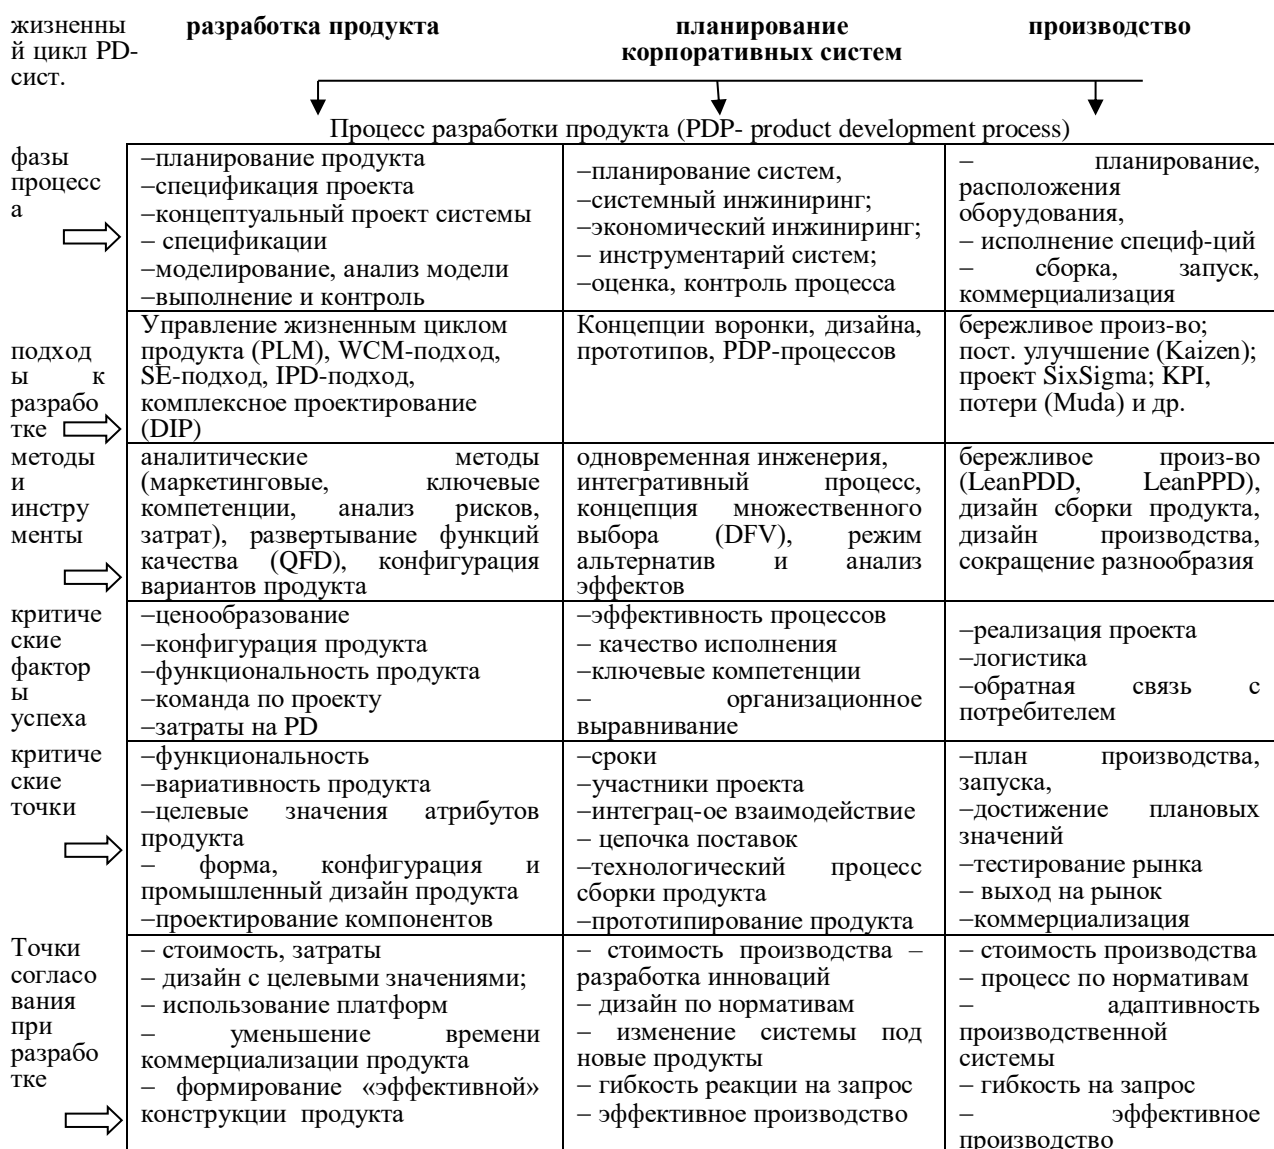 жизненны
й цикл PD-
сист.
разработка продукта
планирование
корпоративных систем
производство
Процесс разработки продукта (PDP- product development process)
фазы
процесс
а
−планирование продукта
−спецификация проекта
−концептуальный проект системы
− спецификации
−моделирование, анализ модели
−выполнение и контроль
−планирование систем,
−системный инжиниринг;
−экономический инжиниринг;
− инструментарий систем;
−оценка, контроль процесса
− планирование,
расположения
оборудования,
− исполнение специф-ций
− сборка, запуск,
коммерциализация
подход
ы к
разрабо
тке
Управление жизненным циклом
продукта (PLM), WCM-подход,
SE-подход, IPD-подход,
комплексное проектирование
(DIP)
Концепции воронки, дизайна,
прототипов, PDP-процессов
бережливое произ-во;
пост. улучшение (Kaizen);
проект SixSigma; KPI,
потери (Muda) и др.
методы
и
инстру
менты
аналитические методы
(маркетинговые, ключевые
компетенции, анализ рисков,
затрат), развертывание функций
качества (QFD), конфигурация
вариантов продукта
одновременная инженерия,
интегративный процесс,
концепция множественного
выбора (DFV), режим
альтернатив и анализ
эффектов
бережливое произ-во
(LeanPDD, LeanPPD),
дизайн сборки продукта,
дизайн производства,
сокращение разнообразия
критиче
ские
фактор
ы
успеха
−ценообразование
−конфигурация продукта
−функциональность продукта
−команда по проекту
−затраты на PD
−эффективность процессов
− качество исполнения
−ключевые компетенции
− организационное
выравнивание
−реализация проекта
−логистика
−обратная связь с
потребителем
критиче
ские
точки
−функциональность
−вариативность продукта
−целевые значения атрибутов
продукта
− форма, конфигурация и
промышленный дизайн продукта
−проектирование компонентов
−сроки
−участники проекта
−интеграц-ое взаимодействие
− цепочка поставок
−технологический процесс
сборки продукта
−прототипирование продукта
−план производства,
запуска,
−достижение плановых
значений
−тестирование рынка
− выход на рынок
−коммерциализация
Точки
согласо
вания
при
разрабо
тке
− стоимость, затраты
− дизайн с целевыми значениями;
− использование платформ
− уменьшение времени
коммерциализации продукта
− формирование «эффективной»
конструкции продукта
− стоимость производства –
разработка инноваций
− дизайн по нормативам
− изменение системы под
новые продукты
− гибкость реакции на запрос
− эффективное производство
− стоимость производства
− процесс по нормативам
− адаптивность
производственной
системы
− гибкость на запрос
− эффективное
производство